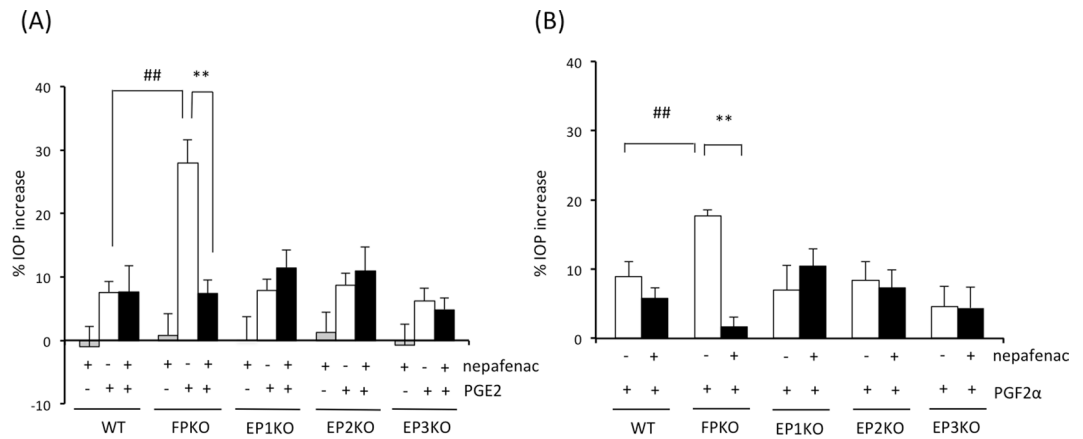 (A)
% IOP increase
40
30
20
10
0
-10
## **
+ - + + - + + - + + - + + - + nepafenac
- + + - + + - + + - + + - + + PGE2
WT FPKO EP1KO EP2KO EP3KO
(B)
% IOP increase
40
30
20
10
0
## **
- + - + - + - + - + nepafenac
+ + + + + PGF2α
WT FPKO EP1KO EP2KO EP3KO